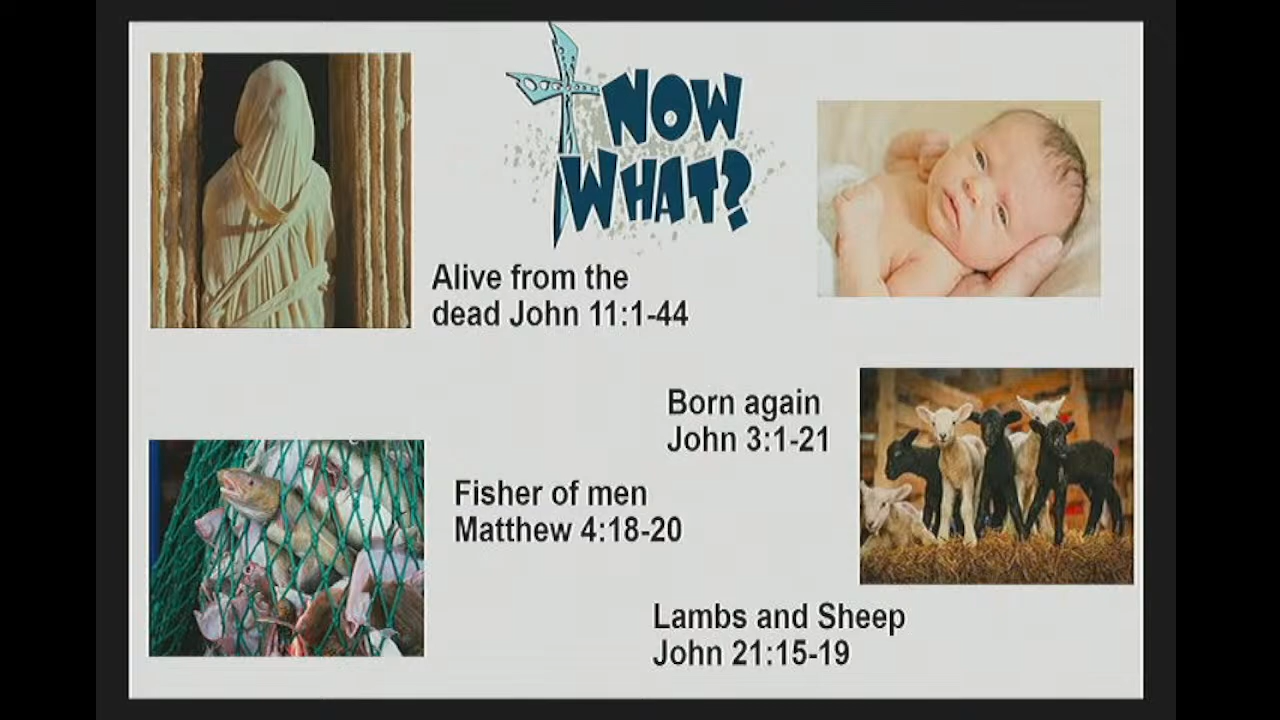 NOW
WHAT?
Alive from the
dead John 11:1-44
Born again
John 3:1-21
Fisher of men
Matthew 4:18-20
Lambs and Sheep
John 21:15-19